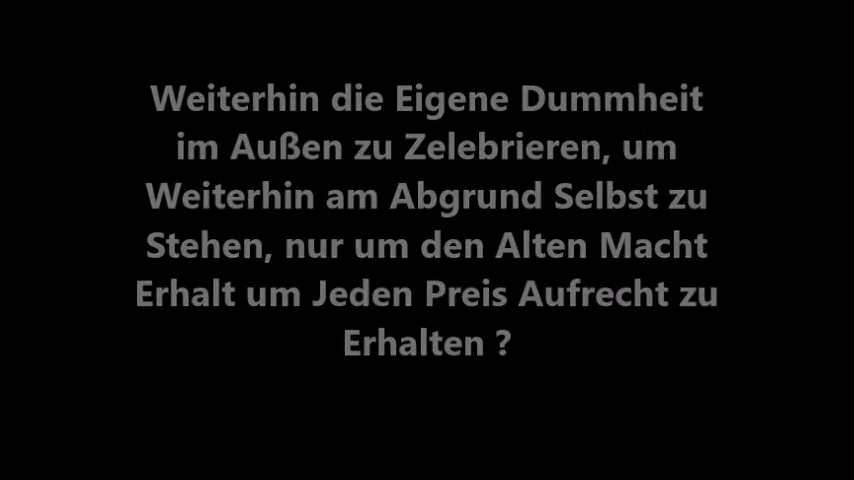 Weiterhin die Eigene Dummheit
im Außen zu Zelebrieren, um
Weiterhin am Abgrund Selbst zu
Stehen, nur um den Alten Macht
Erhalt um Jeden Preis Aufrecht zu
Erhalten ?